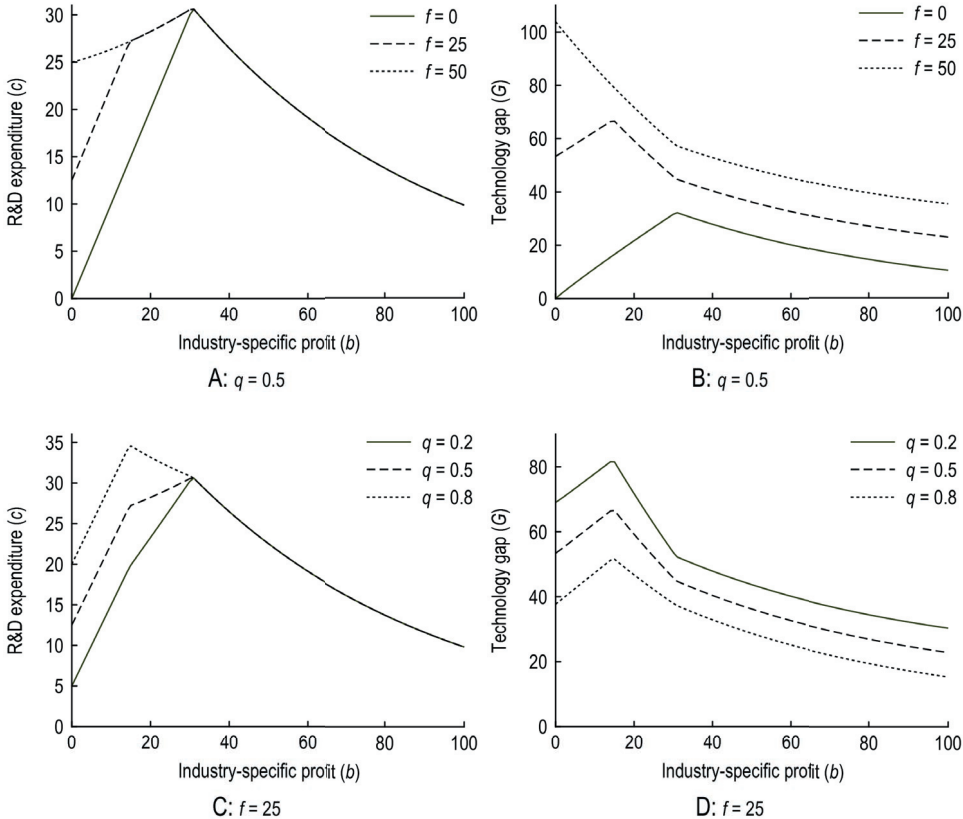 R&D expenditure (c)
30
25
20
15
10
5
0
0 20 40 60 80 100
Industry-specific profit (b)
f = 0
f = 25
f = 50
A: q = 0.5
Technology gap (G)
100
80
60
40
20
0
0 20 40 60 80 100
Industry-specific profit (b)
f = 0
f = 25
f = 50
B: q = 0.5
R&D expenditure (c)
35
30
25
20
15
10
5
0
0 20 40 60 80 100
Industry-specific profit (b)
q = 0.2
q = 0.5
q = 0.8
C: f = 25
Technology gap (G)
80
60
40
20
0
0 20 40 60 80 100
Industry-specific profit (b)
q = 0.2
q = 0.5
q = 0.8
D: f = 25